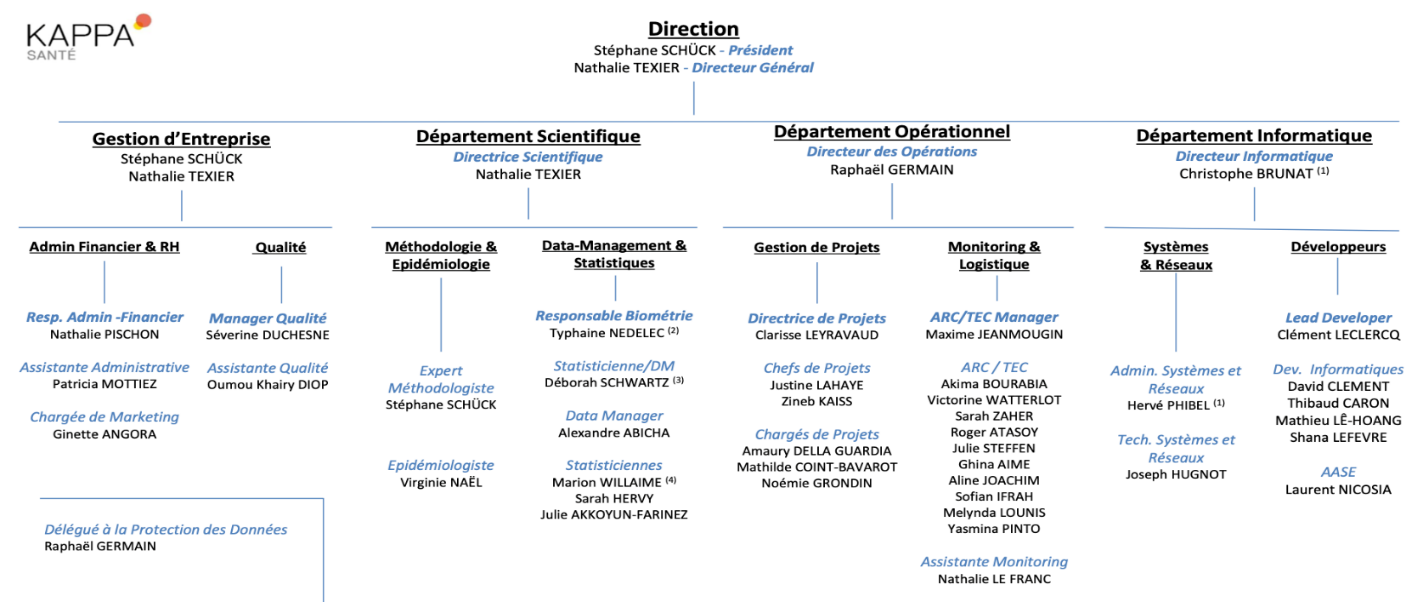 KAPPA
SANTÉ
Direction
Stéphane SCHÜCK - Président
Nathalie TEXIER - Directeur Général
Gestion d’Entreprise
Stéphane SCHÜCK
Nathalie TEXIER
Admin Financier & RH
Resp. Admin -Financier
Nathalie PISCHON
Assistante Administrative
Patricia MOTTIEZ
Chargée de Marketing
Ginette ANGORA
Qualité
Manager Qualité
Séverine DUCHESNE
Assistante Qualité
Oumou Khairy DIOP
Délégué à la Protection des Données
Raphaël GERMAIN
Département Scientifique
Directrice Scientifique
Nathalie TEXIER
Méthodologie &
Epidémiologie
Expert
Méthodologiste
Stéphane SCHÜCK
Epidémiologiste
Virginie NAËL
Data-Management &
Statistiques
Responsable Biométrie
Typhaine NEDELEC (2)
Statisticienne/DM
Déborah SCHWARTZ (3)
Data Manager
Alexandre ABICHA
Statisticiennes
Marion WILLAIME (4)
Sarah HERVY
Julie AKKOYUN-FARINEZ
Département Opérationnel
Directeur des Opérations
Raphaël GERMAIN
Gestion de Projets
Directrice de Projets
Clarisse LEYRAVAUD
Chefs de Projets
Justine LAHAYE
Zineb KAISS
Chargés de Projets
Amaury DELLA GUARDIA
Mathilde COINT-BAVAROT
Noémie GRONDIN
Monitoring &
Logistique
ARC/TEC Manager
Maxime JEANMOUGIN
ARC / TEC
Akima BOURABIA
Victorine WATTERLOT
Sarah ZAHER
Roger ATASOY
Julie STEFFEN
Ghina AIME
Aline JOACHIM
Sofian IFRAH
Melynda LOUNIS
Yasmina PINTO
Assistante Monitoring
Nathalie LE FRANC
Département Informatique
Directeur Informatique
Christophe BRUNAT (1)
Systèmes
& Réseaux
Admin. Systèmes et
Réseaux
Hervé PHIBEL (1)
Tech. Systèmes et
Réseaux
Joseph HUGNOT
Développeurs
Lead Developer
Clément LECLERCQ
Dev. Informatiques
David CLEMENT
Thibaud CARON
Mathieu LÊ-HOANG
Shana LEFEVRE
AASE
Laurent NICOSIA